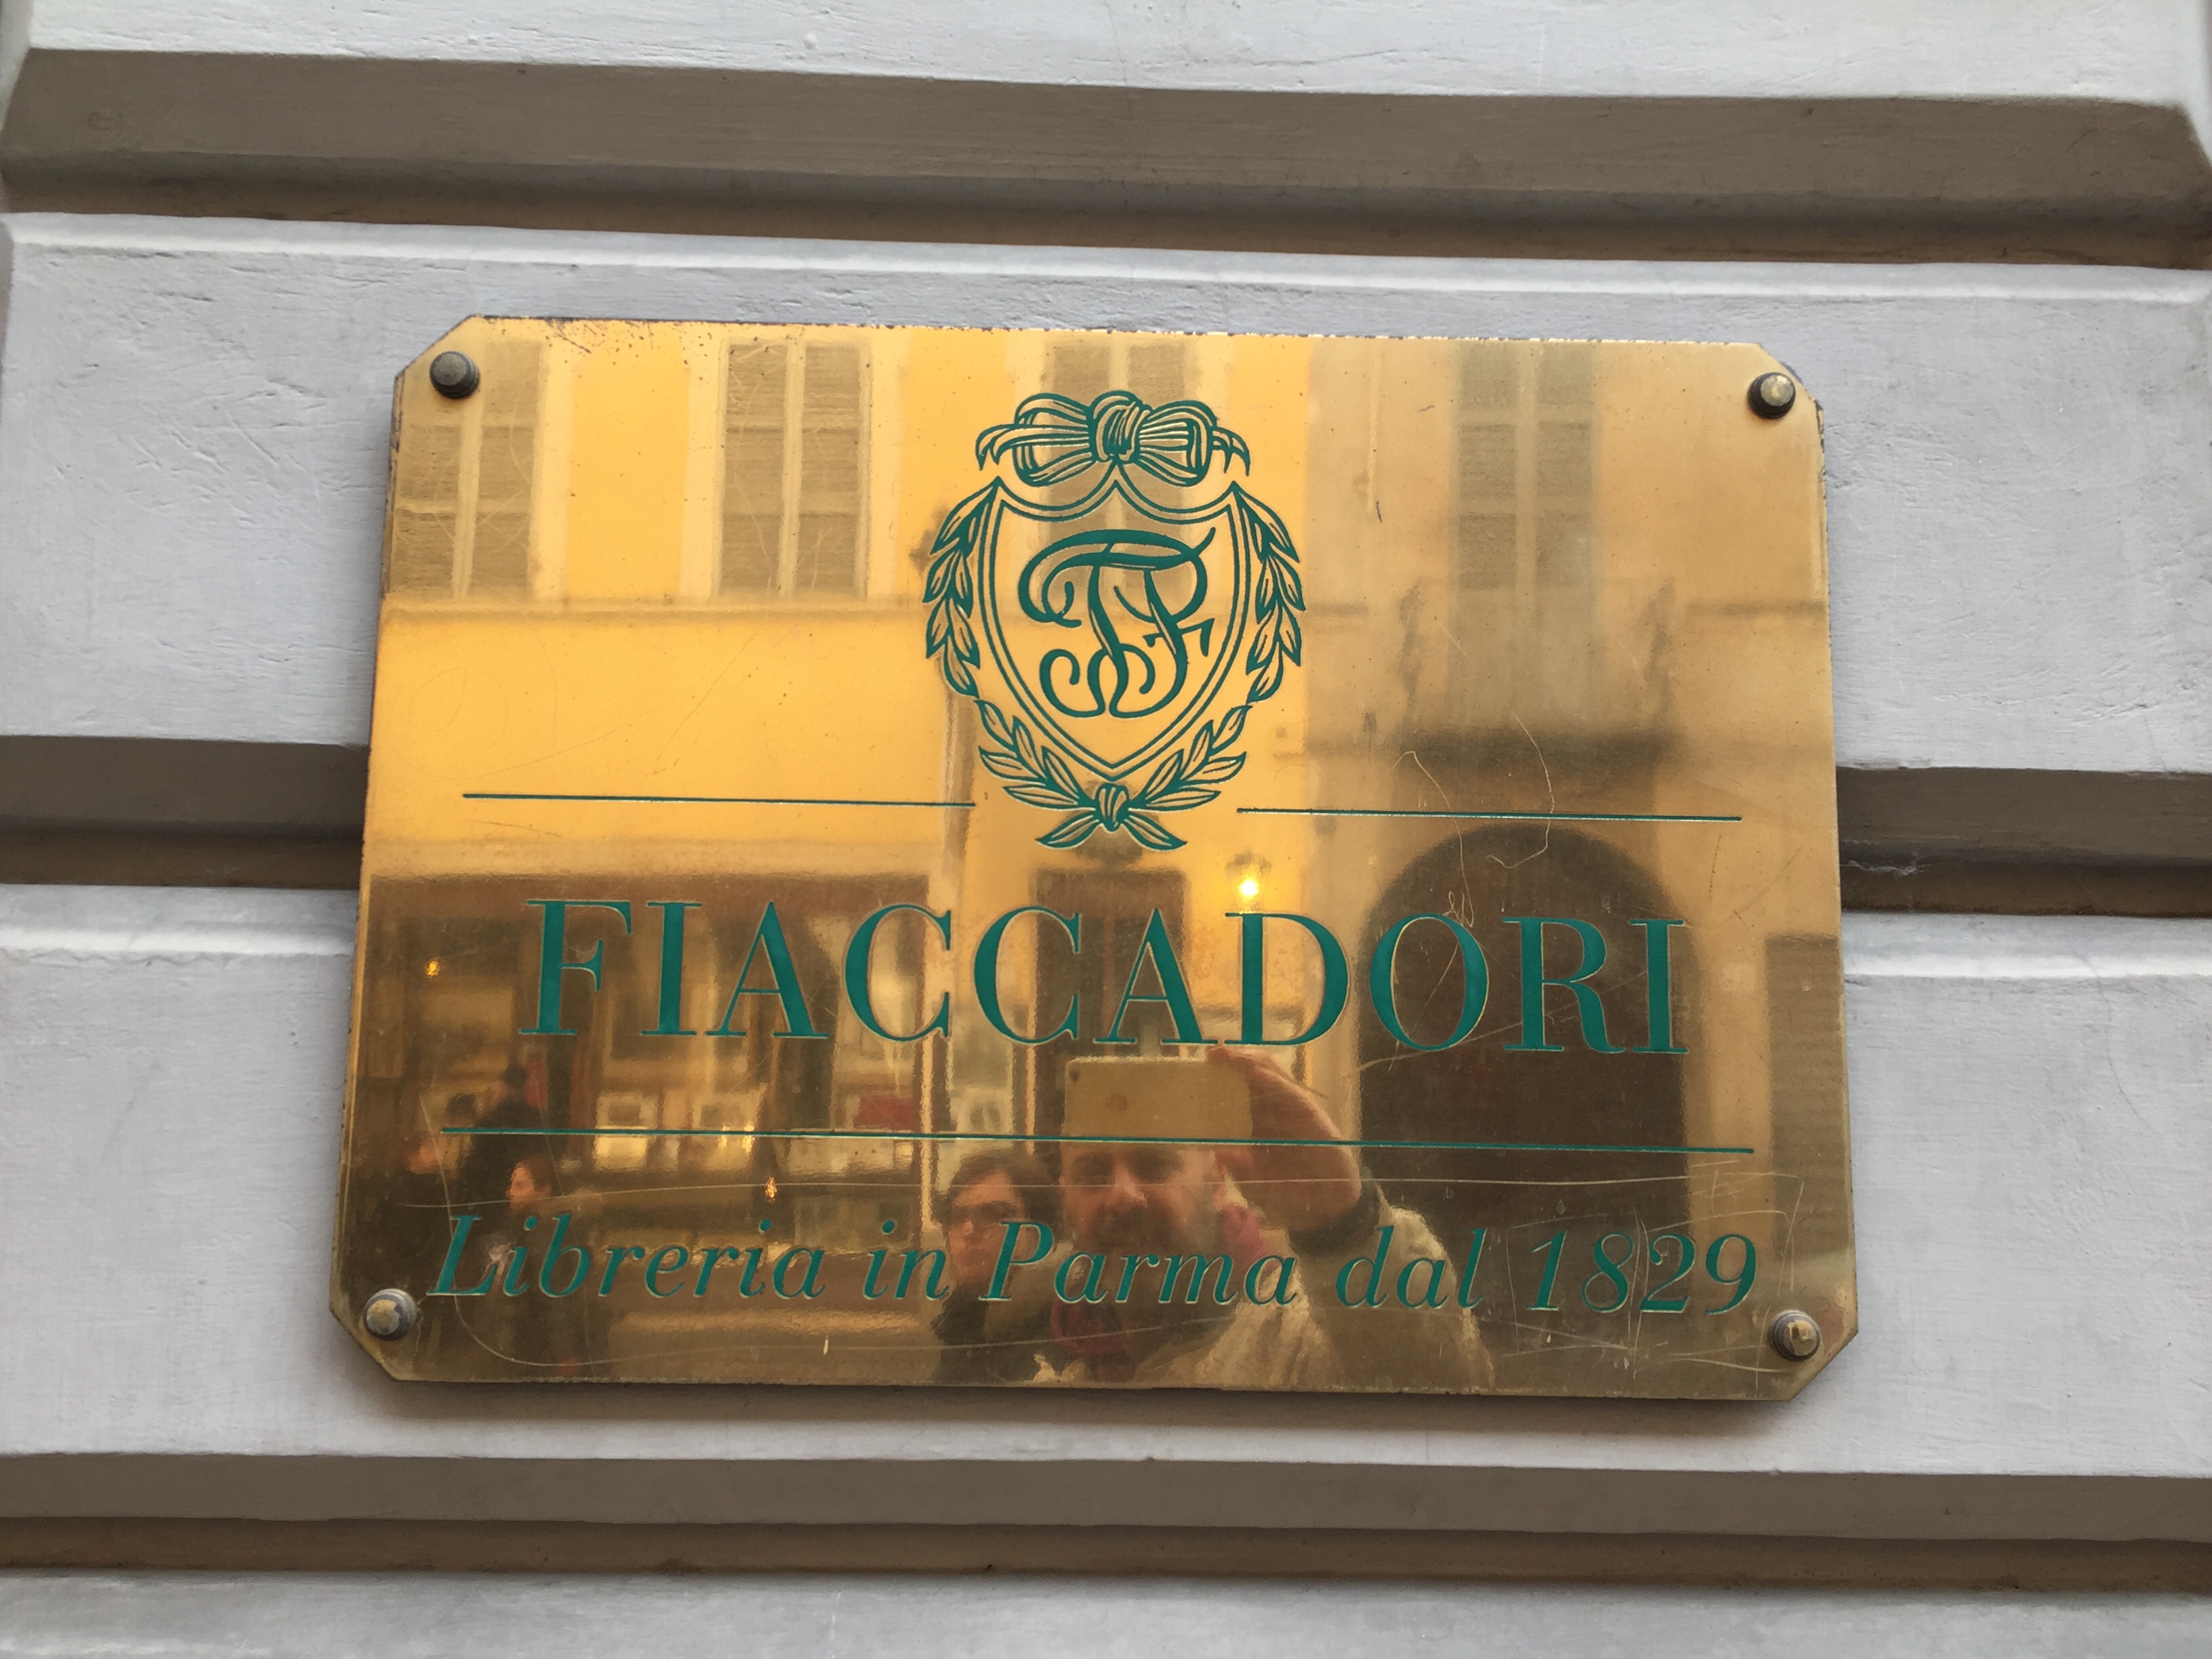 FIACCADORI
Libreria in Parma dal 1829